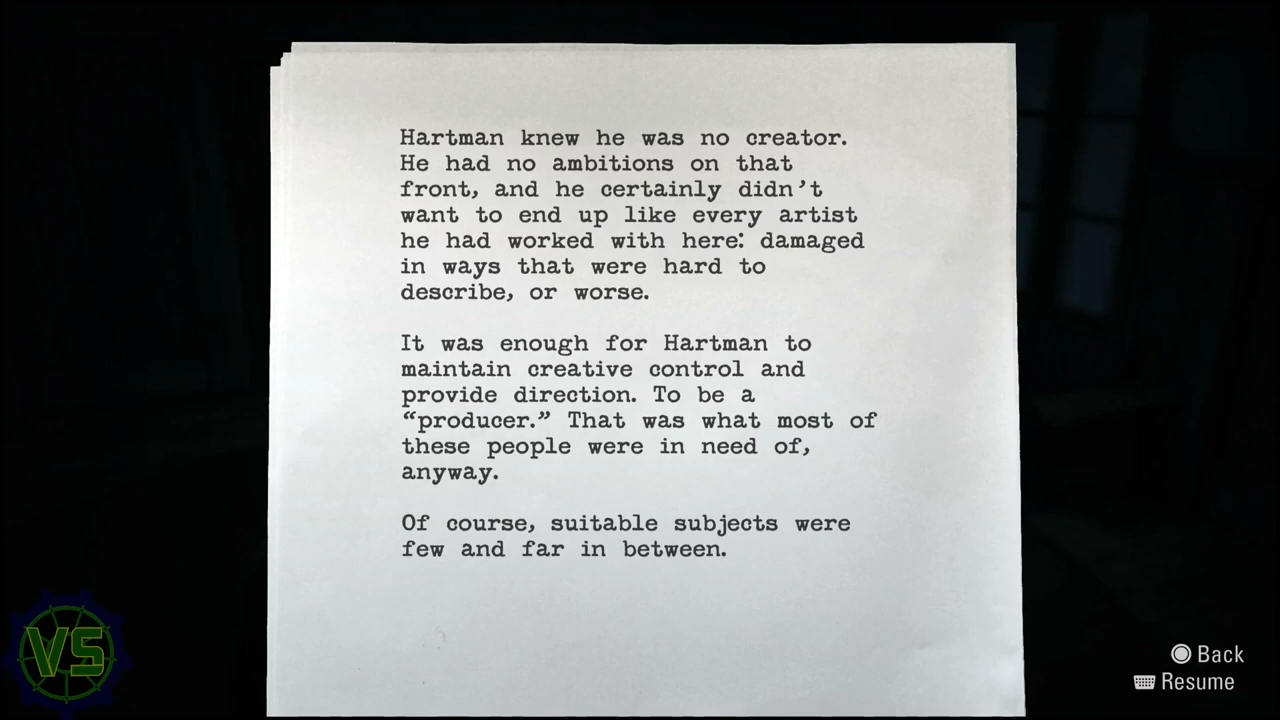 Hartman knew he was no creator.
He had no ambitions on that
front, and he certainly didn't
want to end up like every artist
he had worked with here: damaged
in ways that were hard to
describe, or worse.
It was enough for Hartman to
maintain creative control and
provide direction. To be a
“producer.” That was what most of
these people were in need of,
anyway.
Of course, suitable subjects were
few and far in between.
VS
Back
Resume